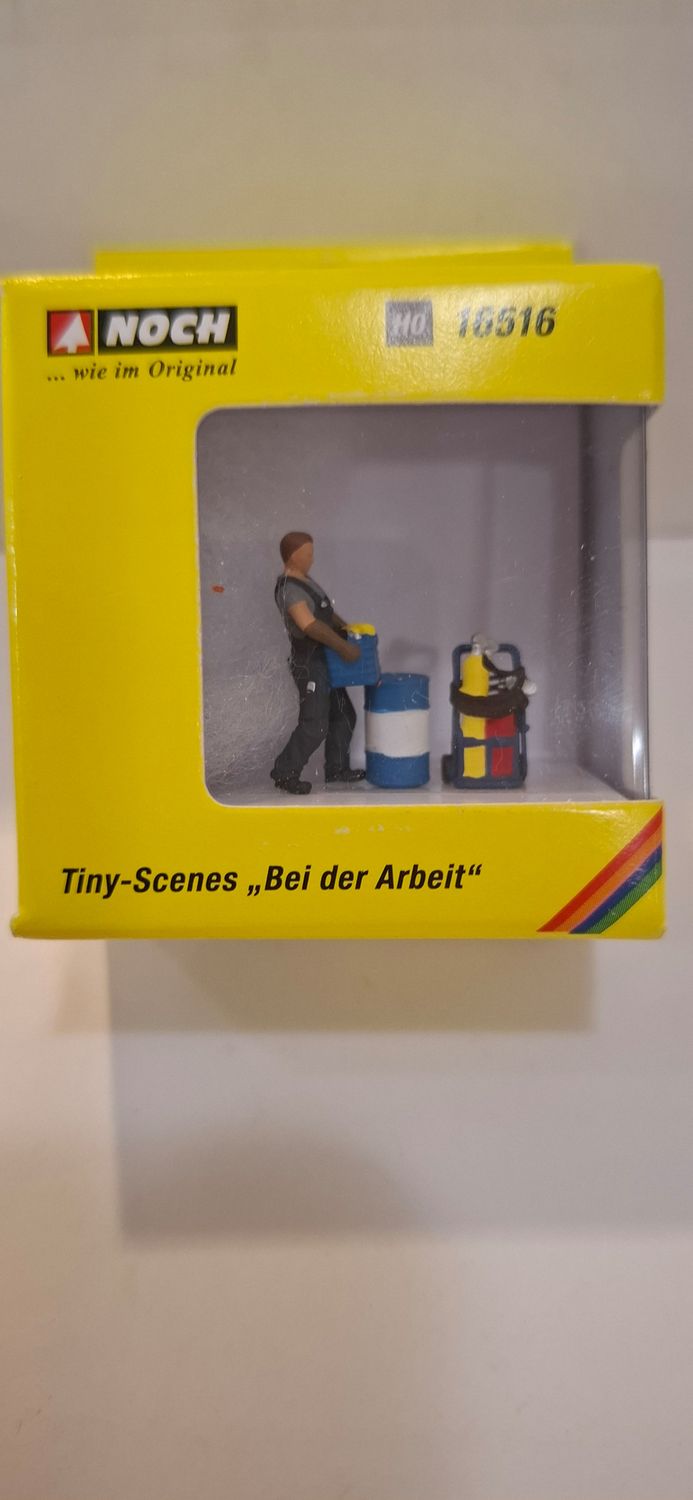 NOCH
... wie im Original
H0 16516
Tiny-Scenes „Bei der Arbeit“